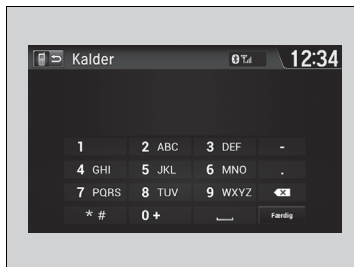 Kalder 12:34
1 2 ABC 3 DEF -
4 GHI 5 JKL 6 MNO .
7 PQRS 8 TUV 9 WXYZ
* # 0 + Færdig